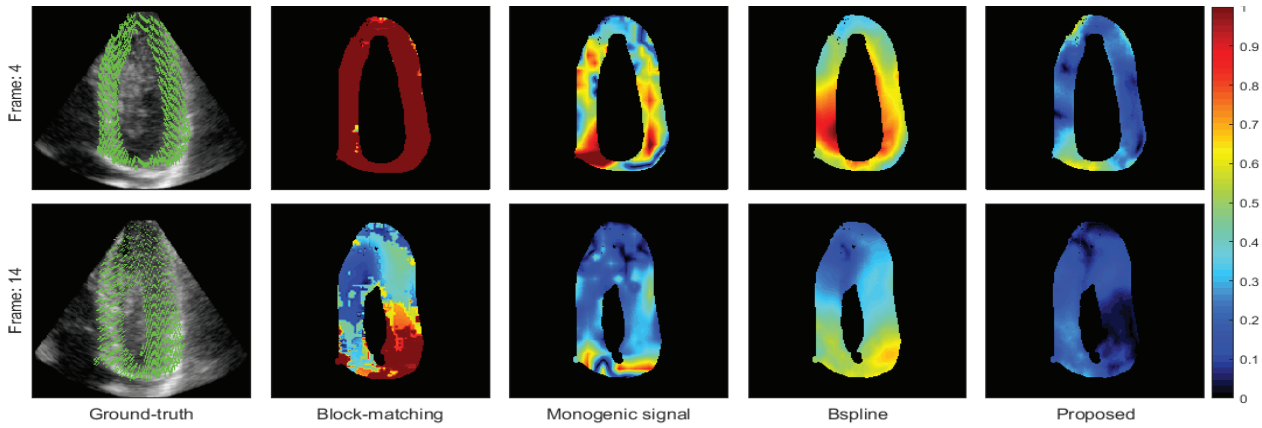 Frame: 4
Frame: 14
Ground-truth
Block-matching
Monogenic signal
Bspline
Proposed
1
0.9
0.8
0.7
0.6
0.5
0.4
0.3
0.2
0.1
0